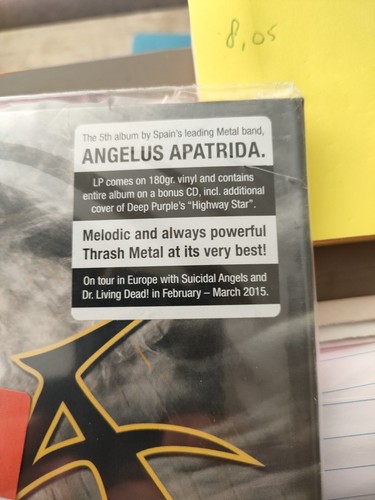 8,05
The 5th album by Spain's leading Metal band,
ANGELUS APATRIDA.
LP comes on 180gr. vinyl and contains
entire album on a bonus CD, incl. additional
cover of Deep Purple's “Highway Star”.
Melodic and always powerful
Thrash Metal at its very best!
On tour in Europe with Suicidal Angels and
Dr. Living Dead! in February – March 2015.